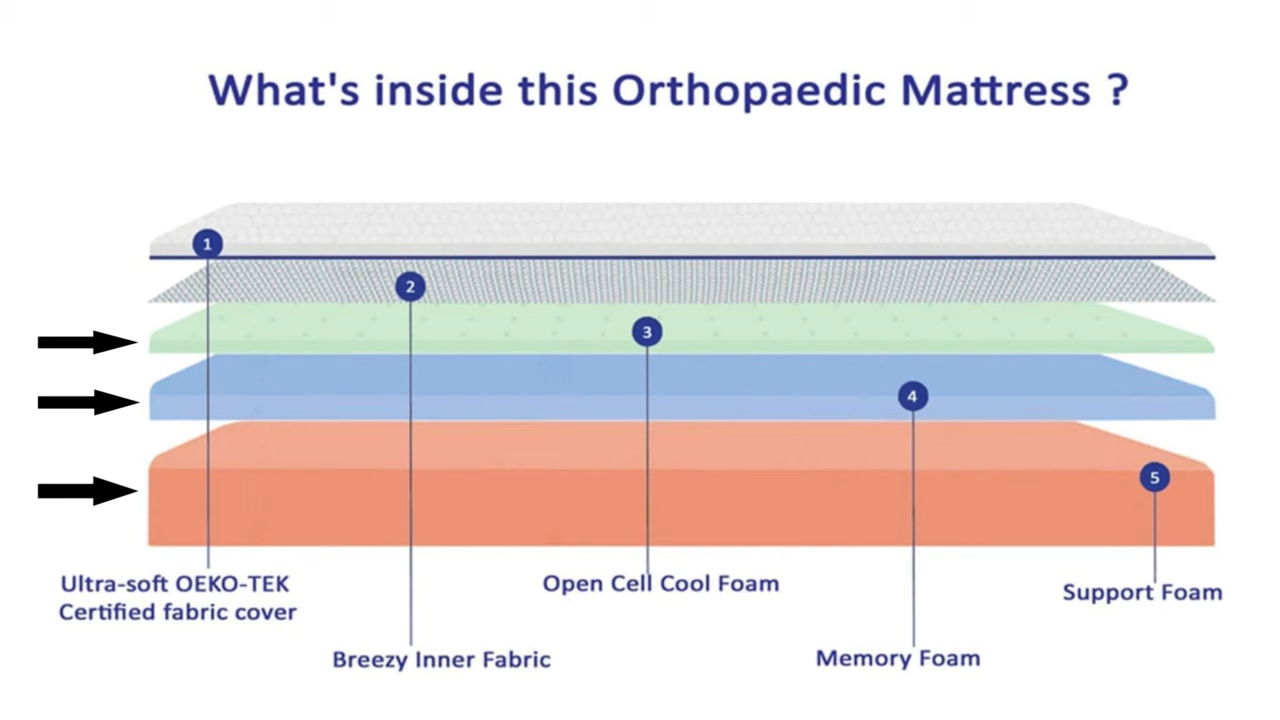 What's inside this Orthopaedic Mattress ?
1
2
3
4
5
Ultra-soft OEKO-TEK
Certified fabric cover
Open Cell Cool Foam
Support Foam
Breezy Inner Fabric
Memory Foam